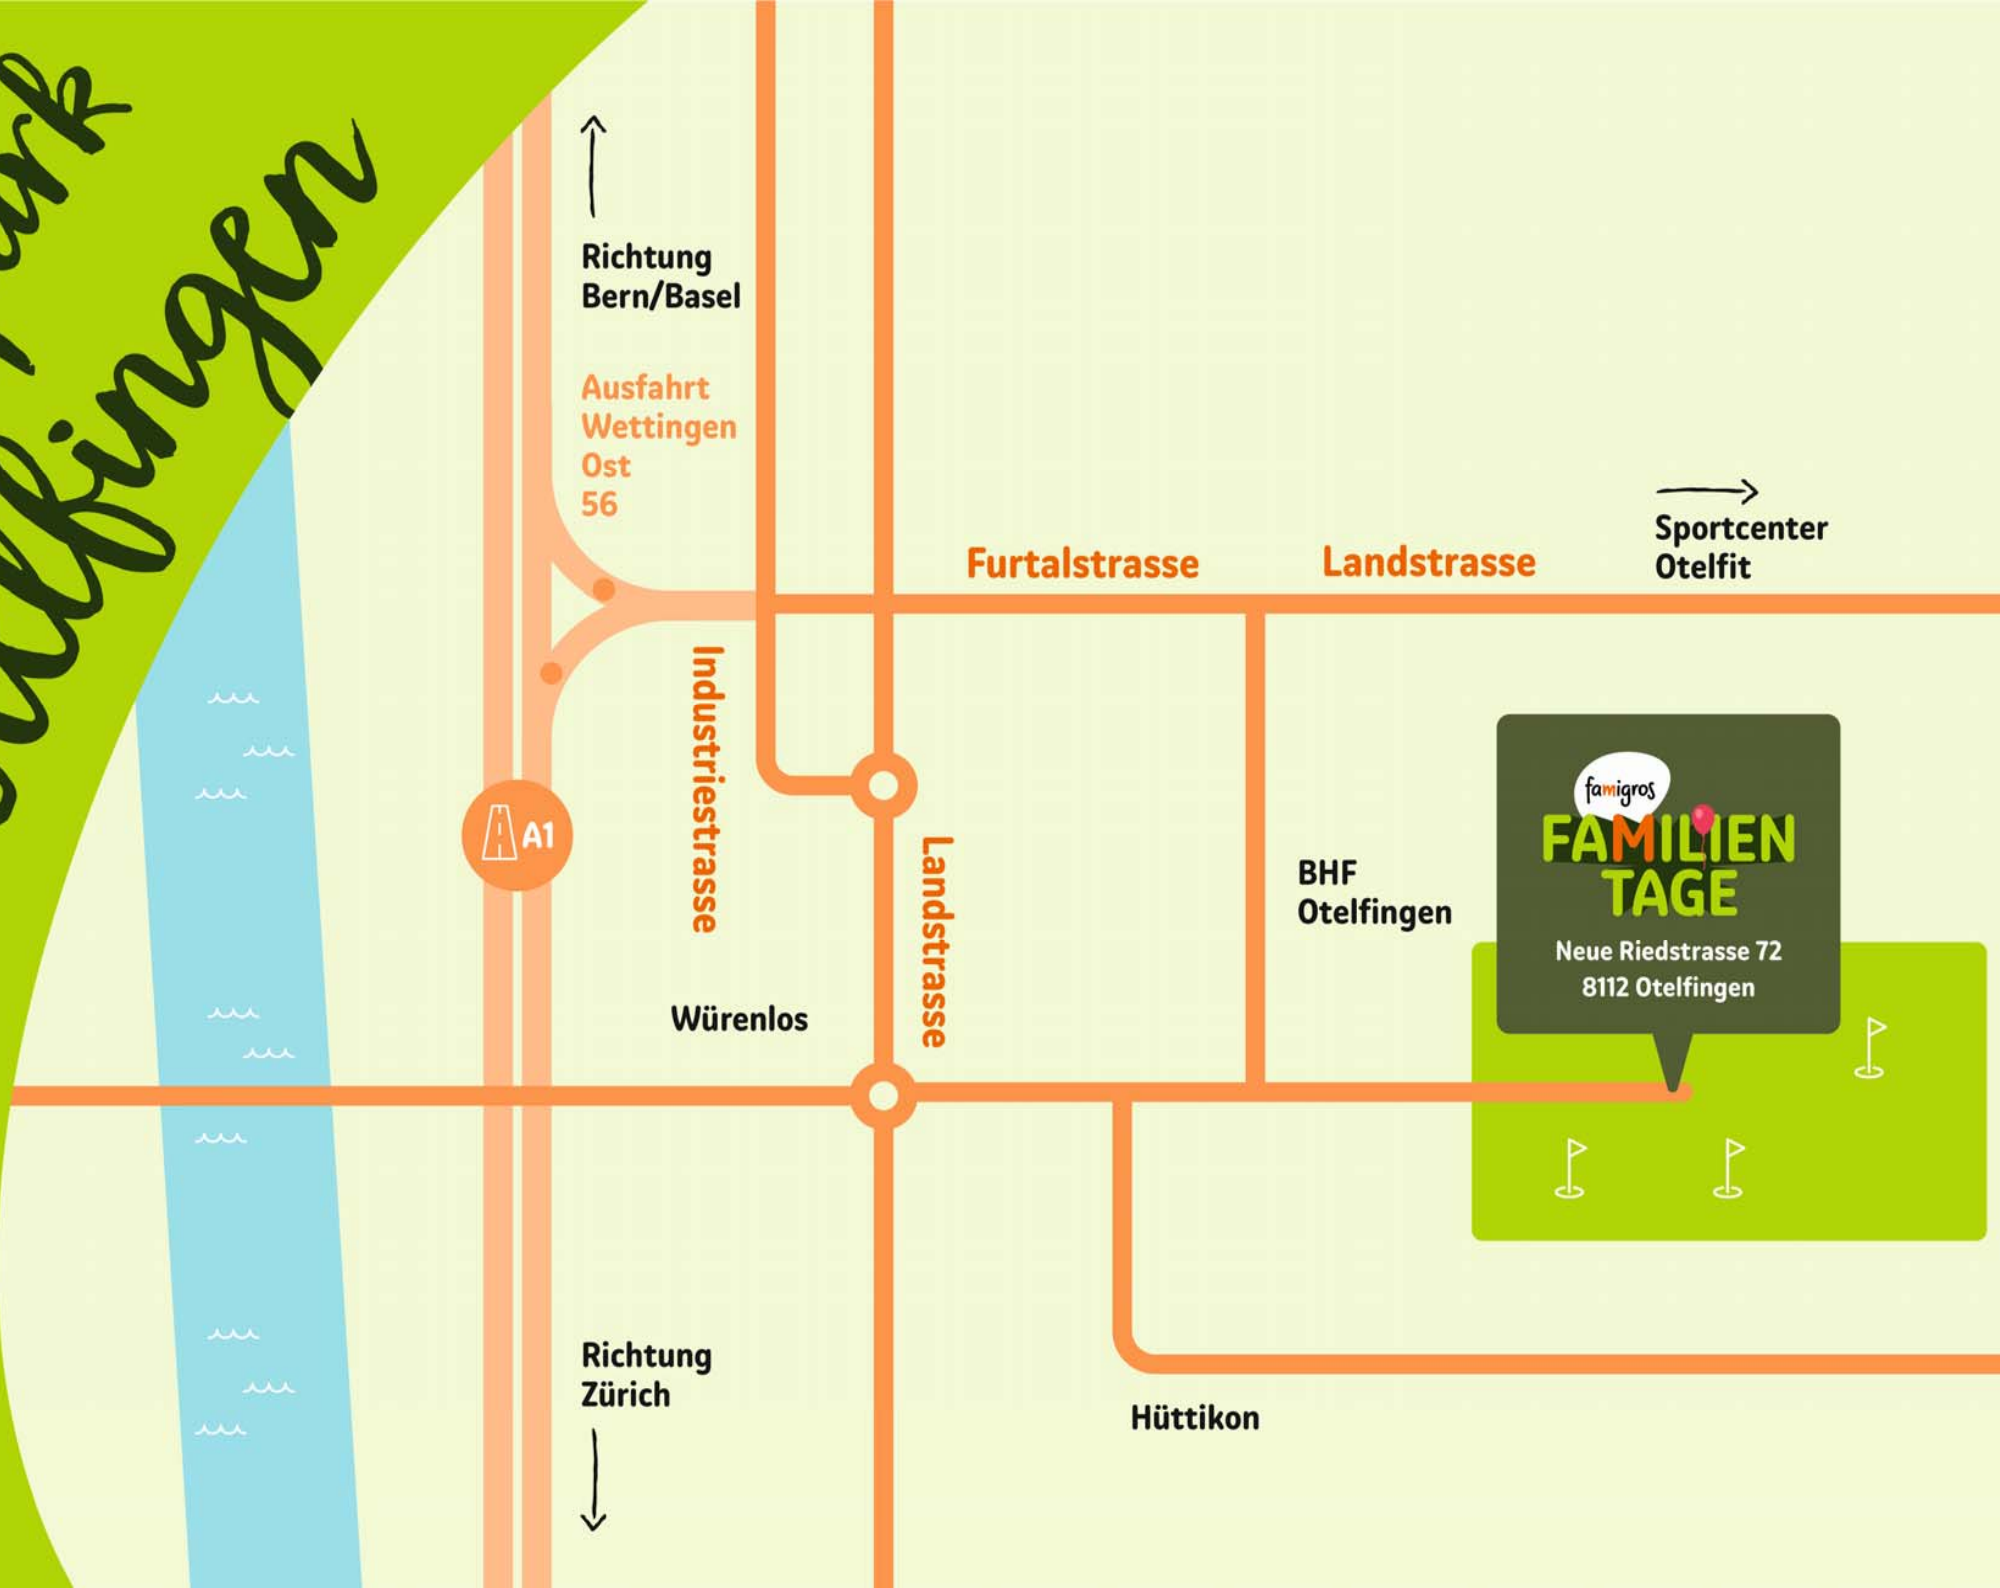 Richtung
Bern/Basel
Ausfahrt
Wettingen
Ost
56
Furtalstrasse
Landstrasse
Sportcenter
Otelfit
Industriestrasse
A1
Landstrasse
BHF
Otelfingen
famigros
FAMILIEN
TAGE
Neue Riedstrasse 72
8112 Otelfingen
Würenlos
Richtung
Zürich
Hüttikon